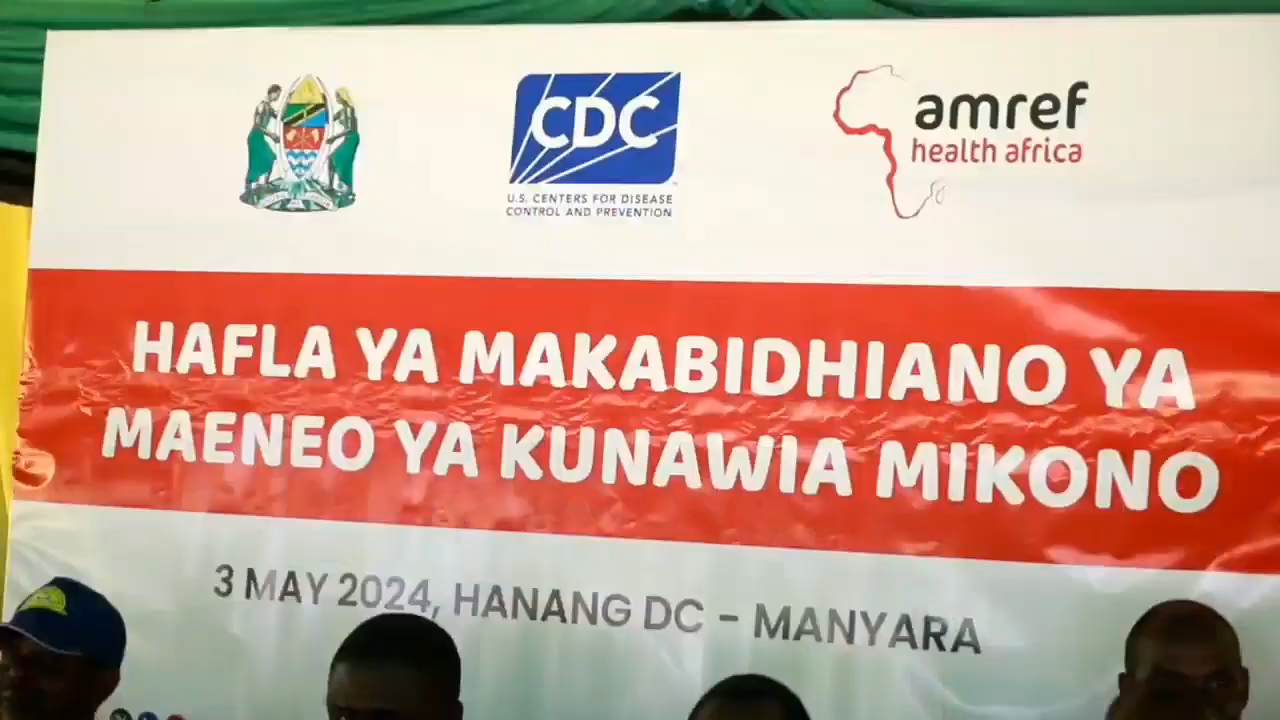 CDC
U.S. CENTERS FOR DISEASE
CONTROL AND PREVENTION
amref
health africa
HAFLA YA MAKABIDHIANO YA
MAENEO YA KUNAWIA MIKONO
3 MAY 2024, HANANG DC - MANYARA